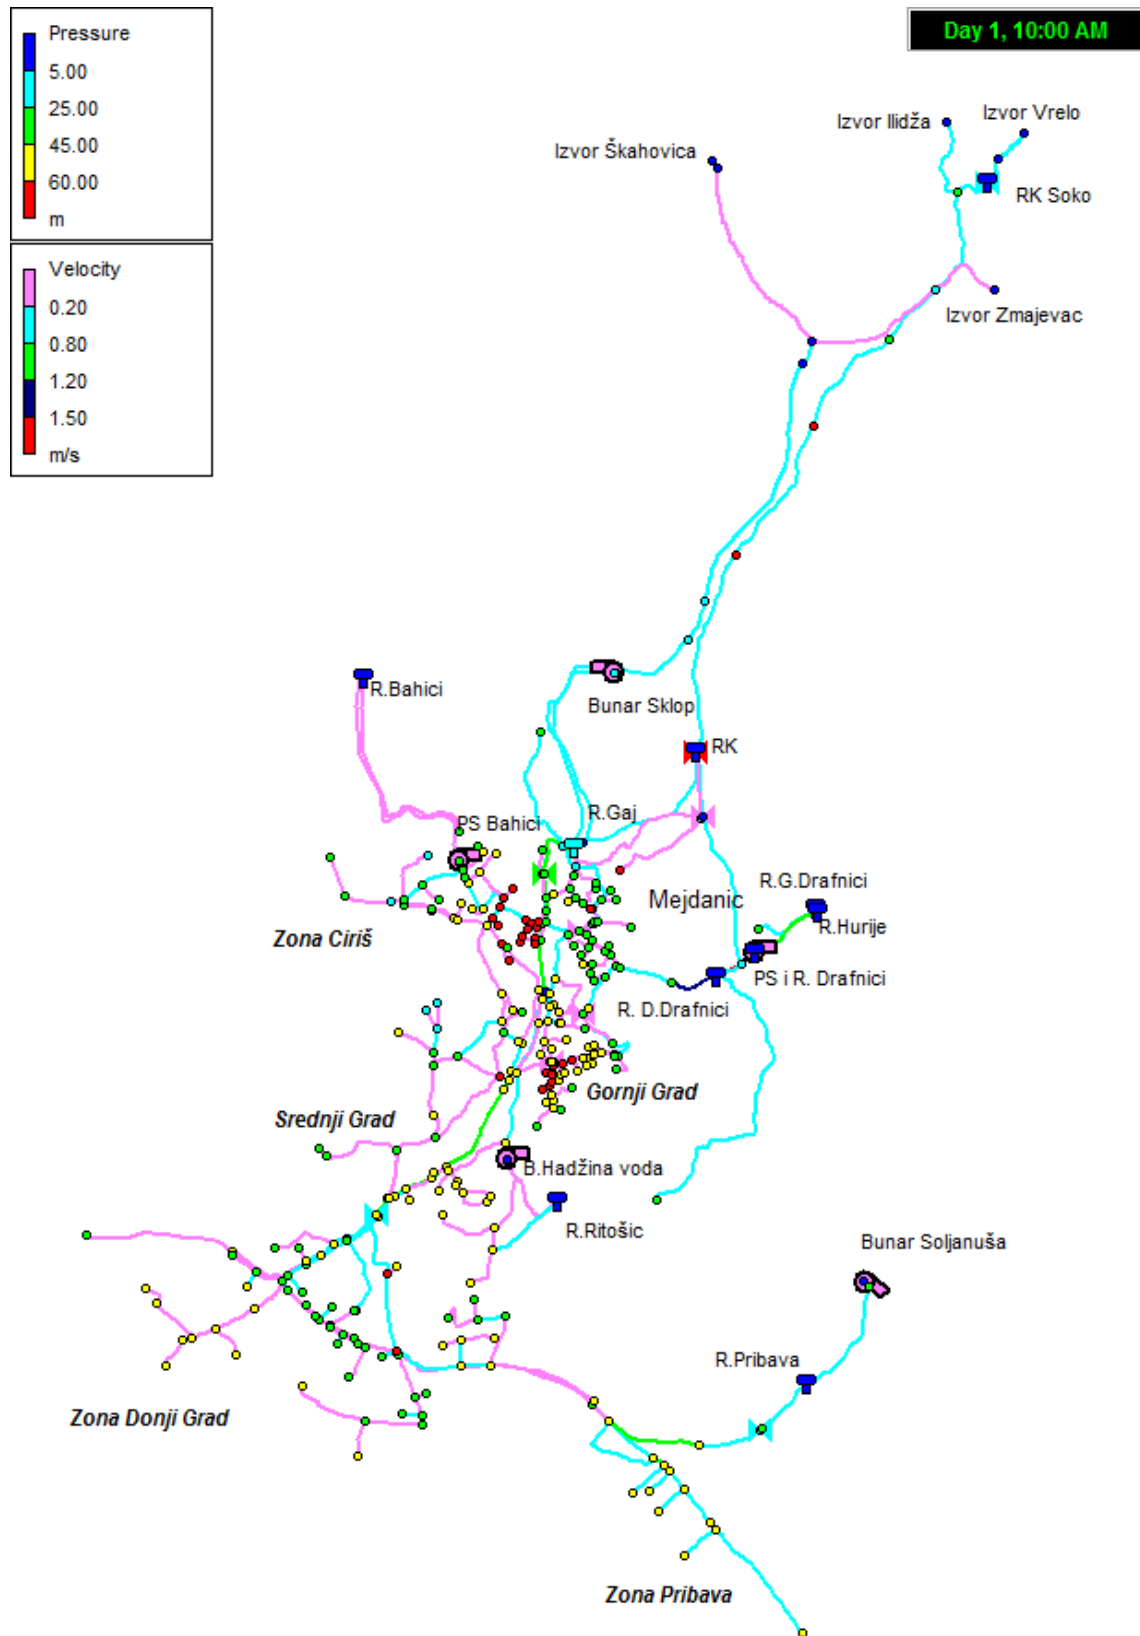 Pressure
5.00
25.00
45.00
60.00
m
Velocity
0.20
0.80
1.20
1.50
m/s
Day 1, 10:00 AM
Izvor Ilidža
Izvor Vrelo
Izvor Škahovica
RK Soko
Izvor Zmajevac
R.Bahici
Bunar Sklop
RK
PS Bahici
R.Gaj
R.G.Drafnici
Mejdanic
R.Hurije
Zona Ciriš
PS i R. Drafnici
R. D.Drafnici
Gornji Grad
Srednji Grad
B.Hadžina voda
R.Ritošic
Bunar Soljanuša
R.Pribava
Zona Donji Grad
Zona Pribava